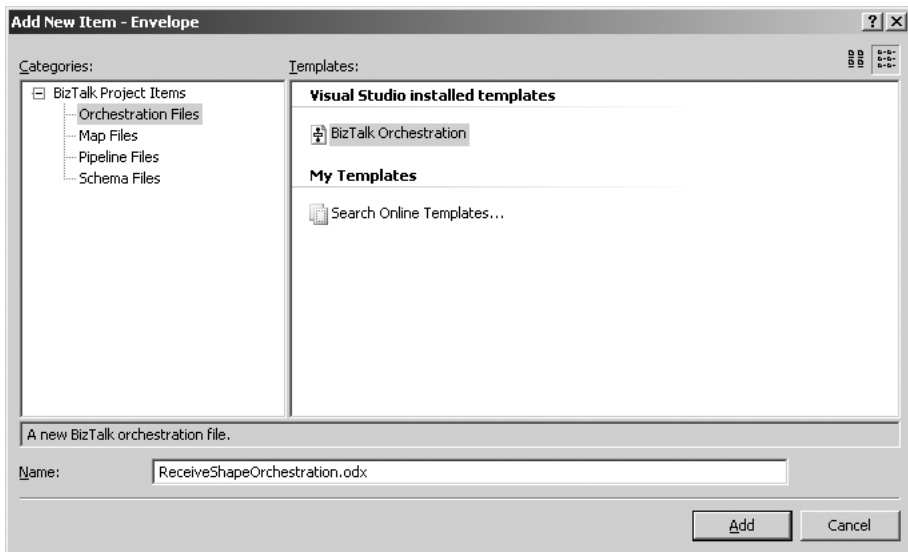 Add New Item - Envelope
Categories:
Templates:
BizTalk Project Items
Orchestration Files
Map Files
Pipeline Files
Schema Files
Visual Studio installed templates
BizTalk Orchestration
My Templates
Search Online Templates...
A new BizTalk orchestration file.
Name:
ReceiveShapeOrchestration.odx
Add
Cancel